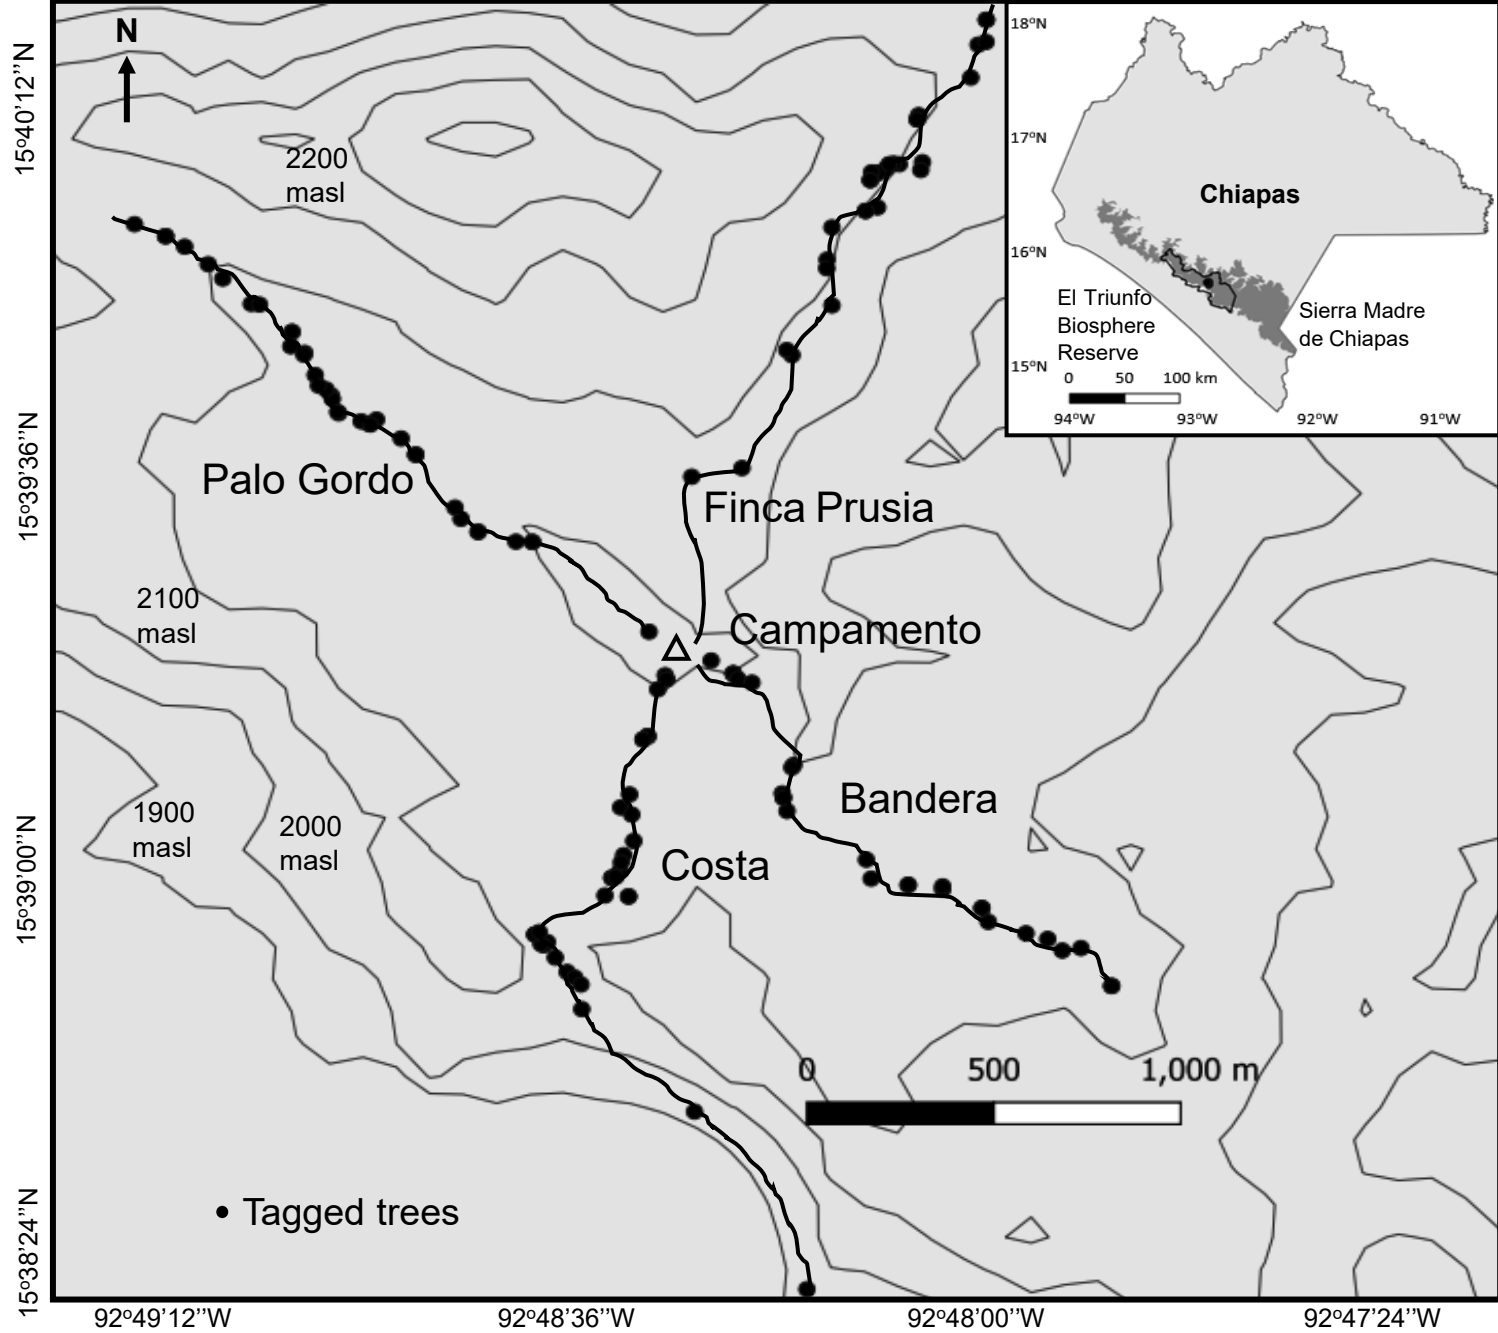 N
15º40'12''N
15º39'36''N
15º39'00''N
15º38'24''N
2200
masl
Palo Gordo
Finca Prusia
2100
masl
Campamento
1900
masl
2000
masl
Bandera
Costa
0 500 1,000 m
Tagged trees
92º49'12''W 92º48'36''W 92º48'00''W 92º47'24''W
18ºN
17ºN
16ºN
15ºN
Chiapas
El Triunfo
Biosphere
Reserve
Sierra Madre
de Chiapas
0 50 100 km
94ºW 93ºW 92ºW 91ºW